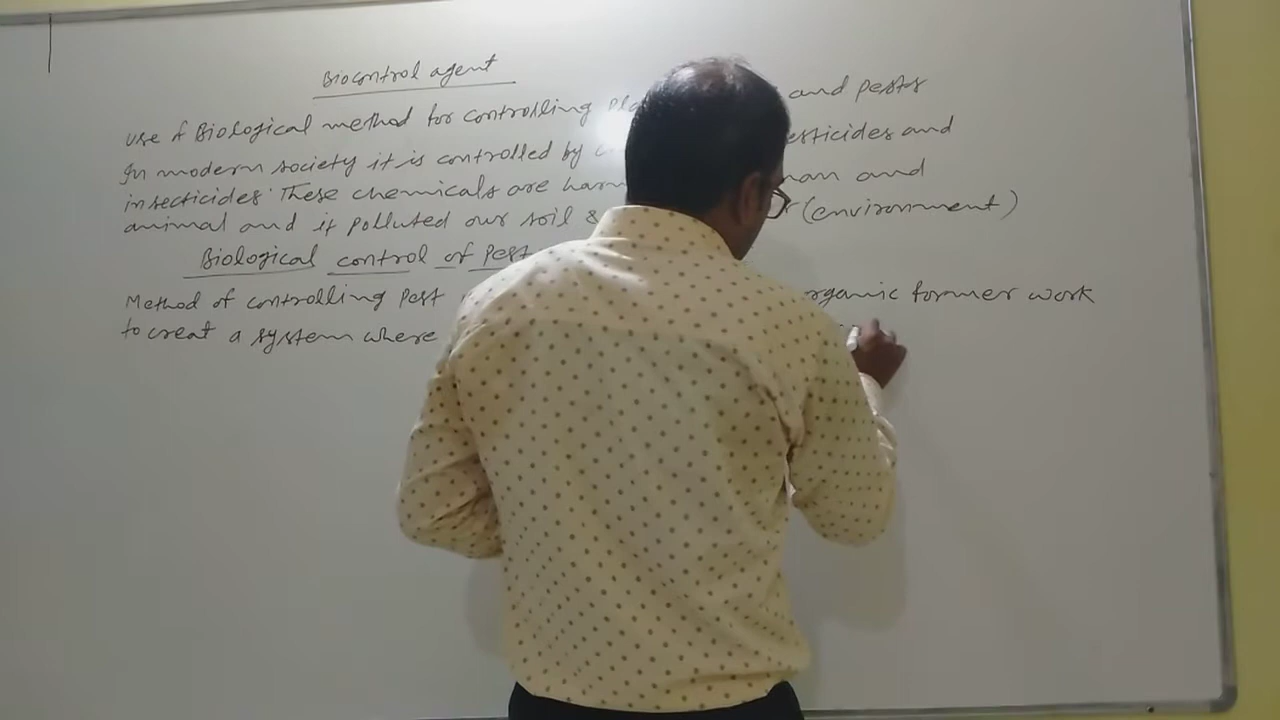 Biocontrol agent
Use of Biological method for controlling and pests
In modern society it is controlled by esticides and
insecticides. These chemicals are man and
animal and it polluted our soil & (environment)
Biological control of Pest
Method of controlling Pest organic former work
to creat a system where